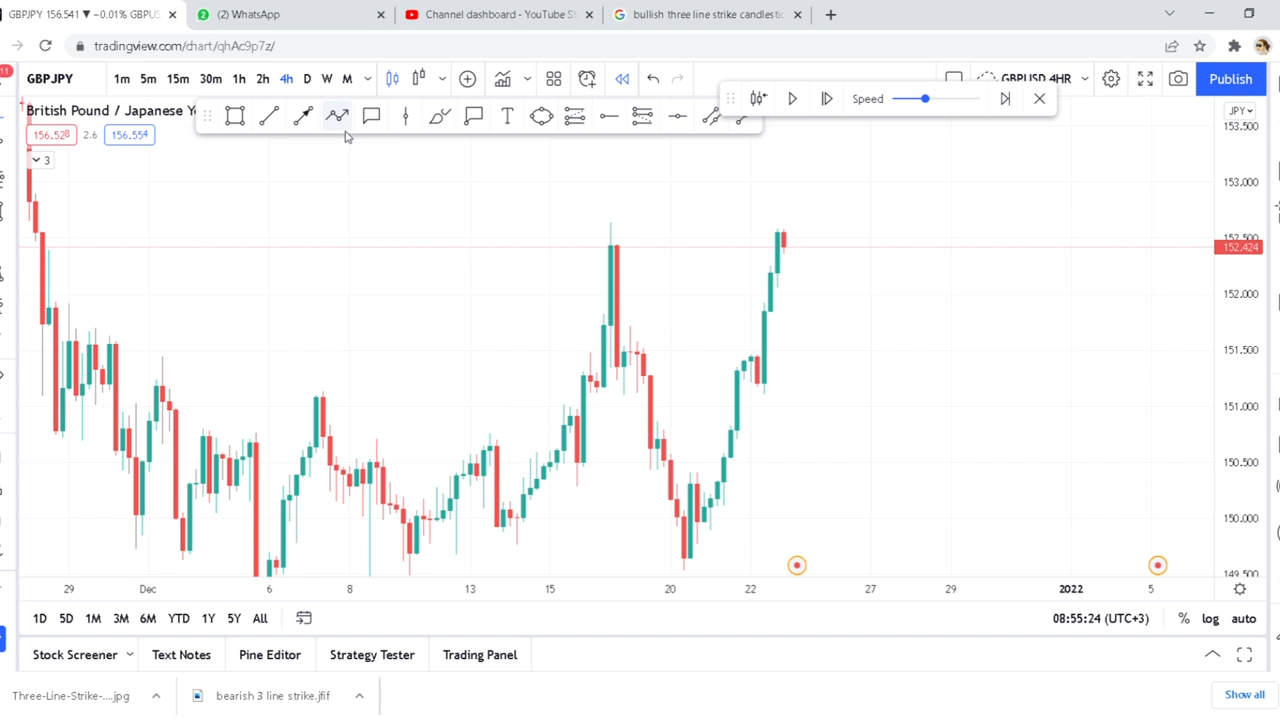 GBPJPY 156.541 ▼ −0.01% GBPUS
2 (2) WhatsApp
Channel dashboard - YouTube St
bullish three line strike candlestic
tradingview.com/chart/qhAc9p7z/
11
GBPJPY 1m 5m 15m 30m 1h 2h 4h D W M GBPUSD 4HR Publish
British Pound / Japanese Ye
Speed
JPY
156.528 2.6 156.554
3
153.500
153.000
152.500
152.424
152.000
151.500
151.000
150.500
150.000
149.500
29 Dec 6 8 13 15 20 22 27 29 2022 5
1D 5D 1M 3M 6M YTD 1Y 5Y All 08:55:24 (UTC+3) % log auto
Stock Screener Text Notes Pine Editor Strategy Tester Trading Panel
Three-Line-Strike-....jpg bearish 3 line strike.jfif Show all